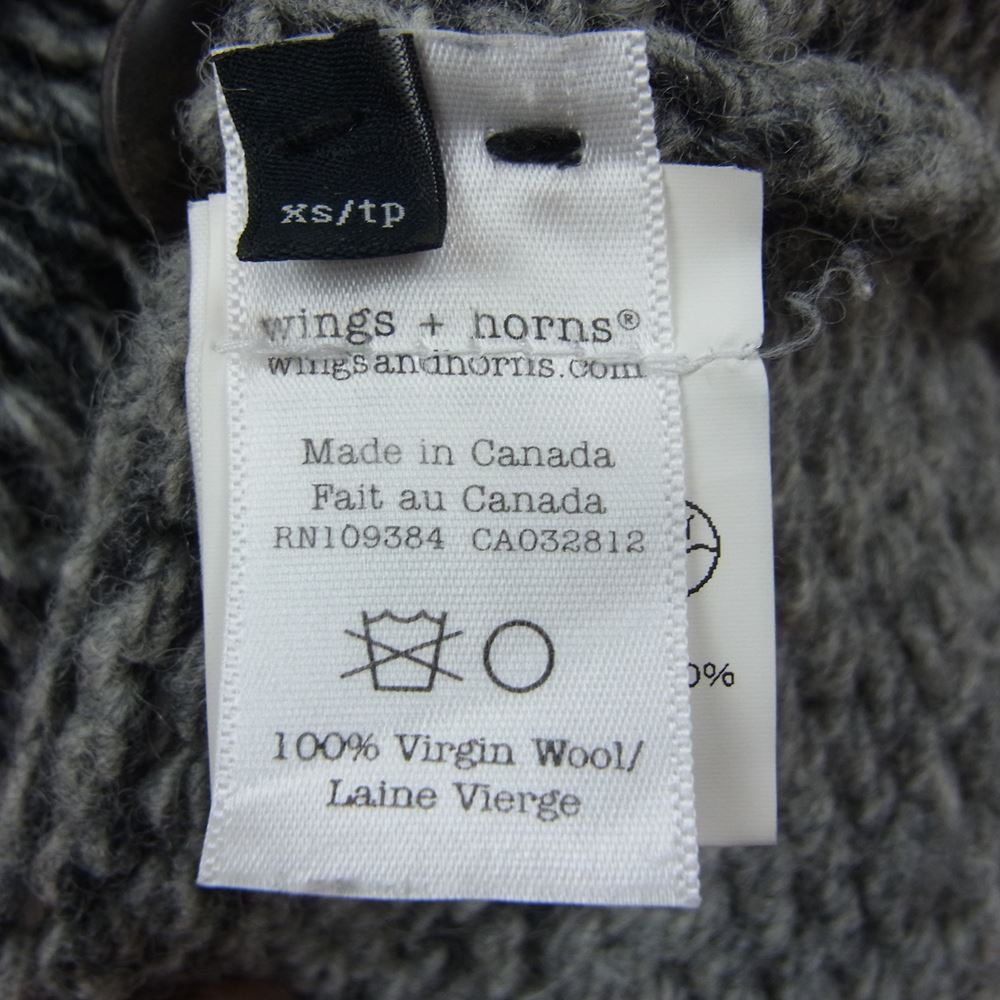 xs/tp
wings + horns®
wingsandhorns.com
Made in Canada
Fait au Canada
RN109384 CA032812
100% Virgin Wool/
Laine Vierge
0%